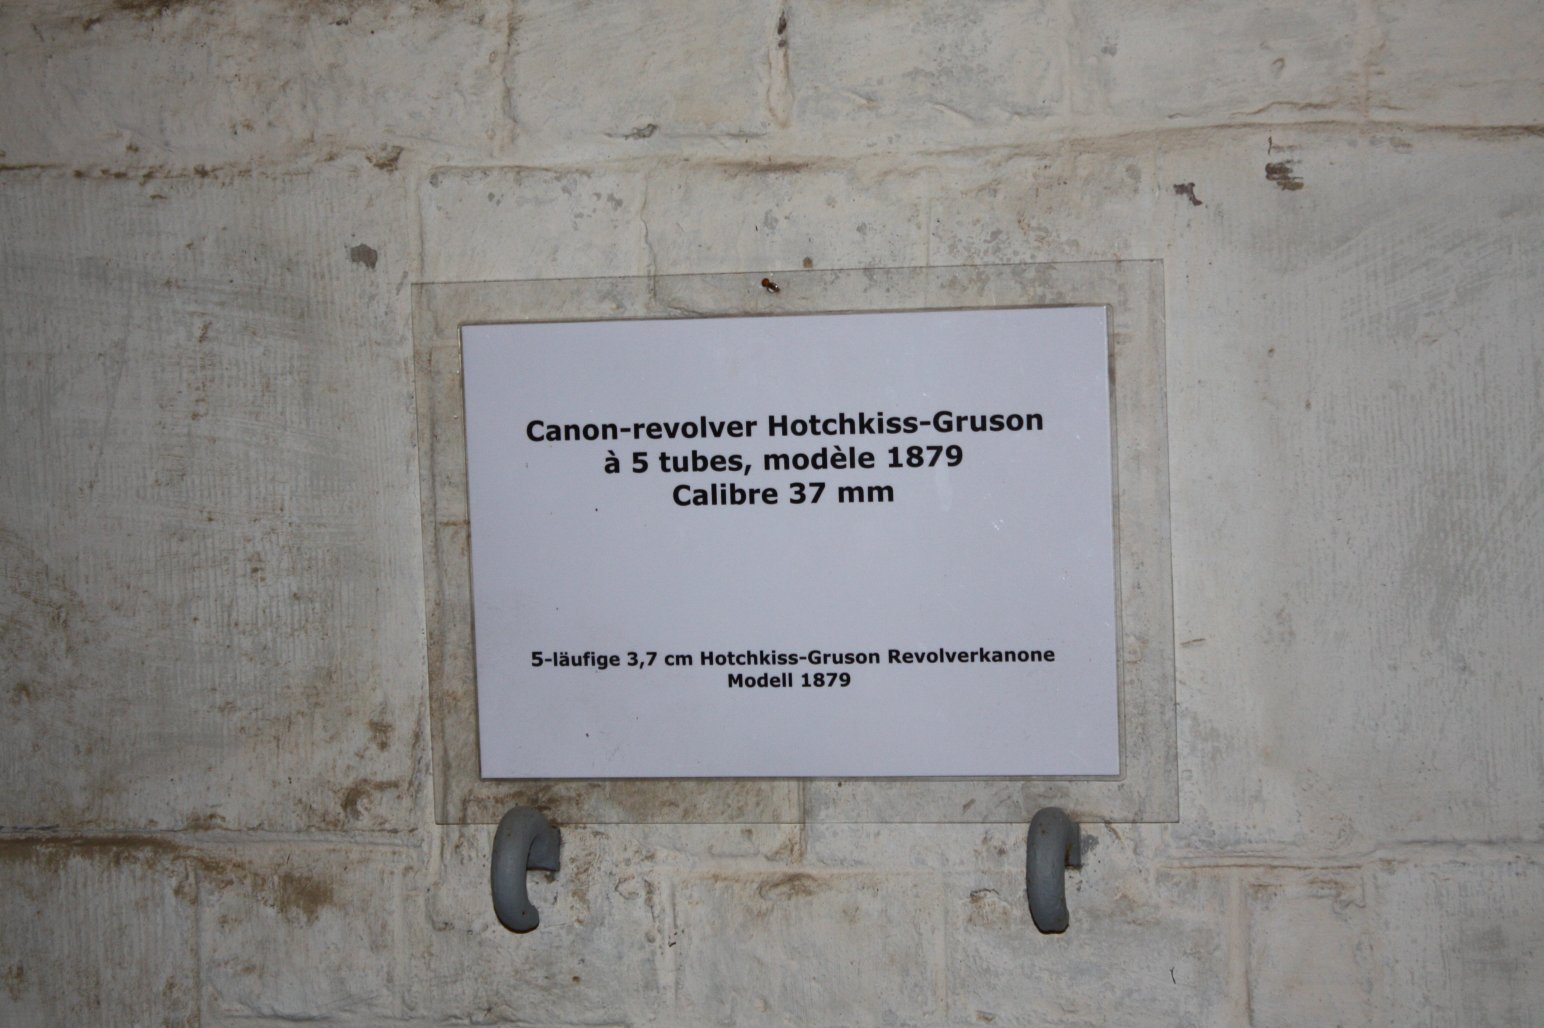 Canon-revolver Hotchkiss-Gruson
à 5 tubes, modèle 1879
Calibre 37 mm
5-läufige 3,7 cm Hotchkiss-Gruson Revolverkanone
Modell 1879